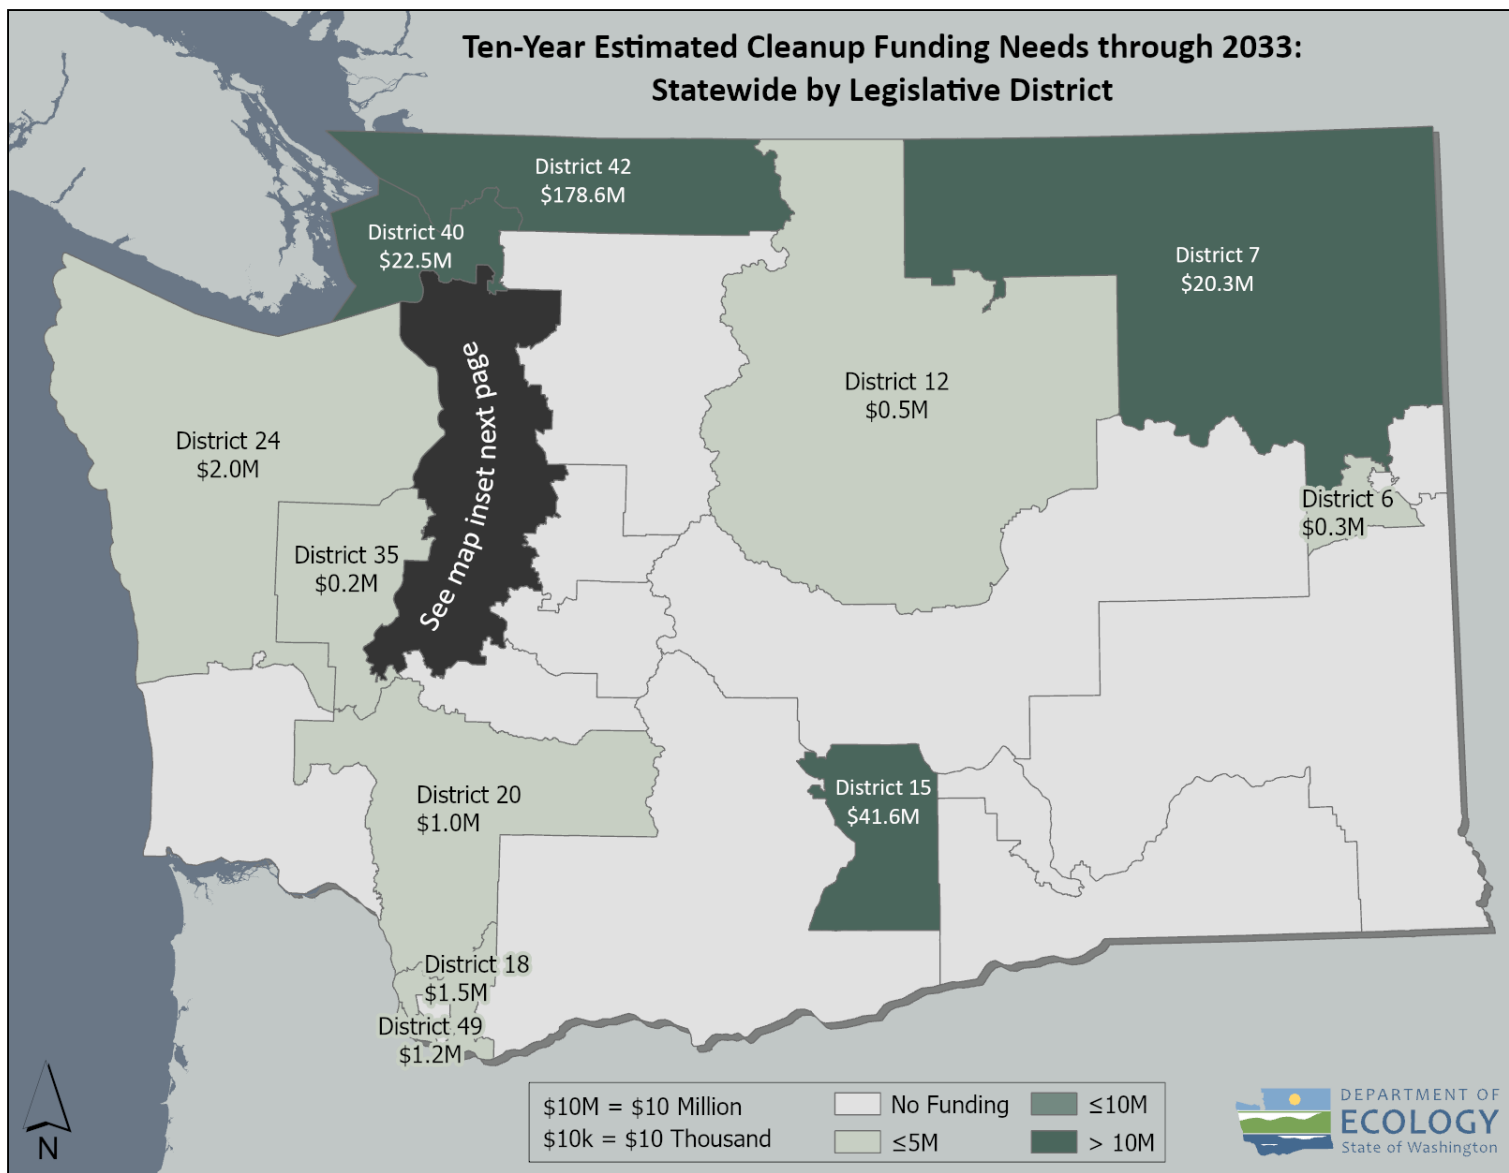 Ten-Year Estimated Cleanup Funding Needs through 2033:
Statewide by Legislative District
District 42
$178.6M
District 40
$22.5M
District 7
$20.3M
See map inset next page
District 12
$0.5M
District 24
$2.0M
District 6
$0.3M
District 35
$0.2M
District 15
$41.6M
District 20
$1.0M
District 18
$1.5M
District 49
$1.2M
N
$10M = $10 Million
$10k = $10 Thousand
No Funding
≤5M
≤10M
> 10M
DEPARTMENT OF
ECOLOGY
State of Washington